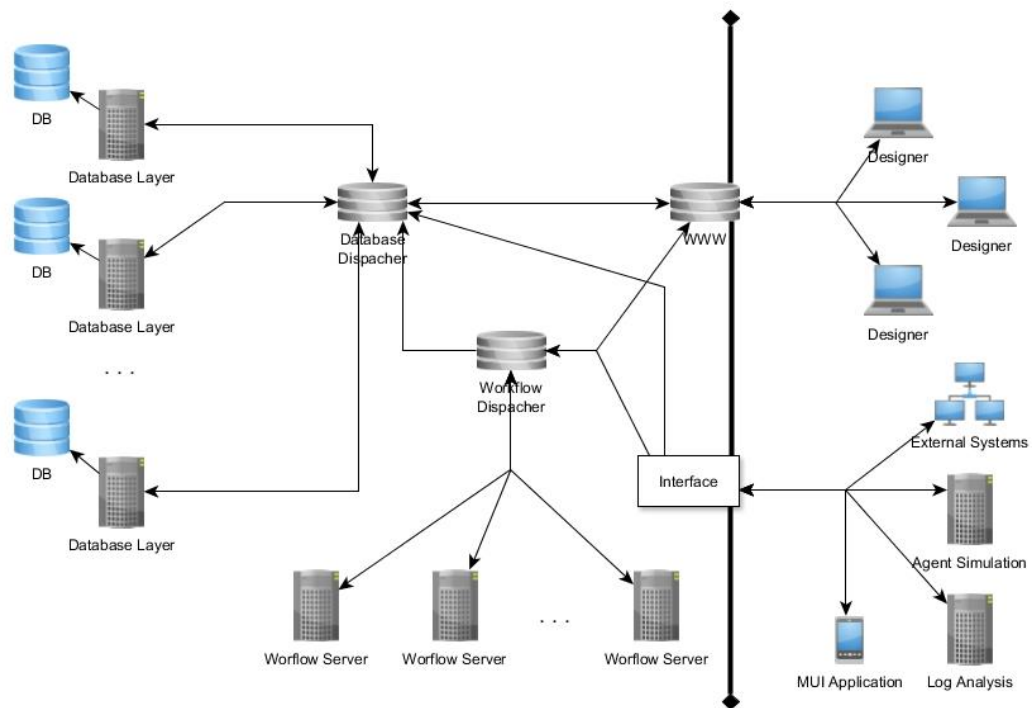 DB
Database Layer
DB
Database Layer
. . .
DB
Database Layer
Database
Dispacher
WWW
Workflow
Dispacher
Interface
Worflow Server
Worflow Server
. . .
Worflow Server
Designer
Designer
Designer
External Systems
Agent Simulation
MUI Application
Log Analysis